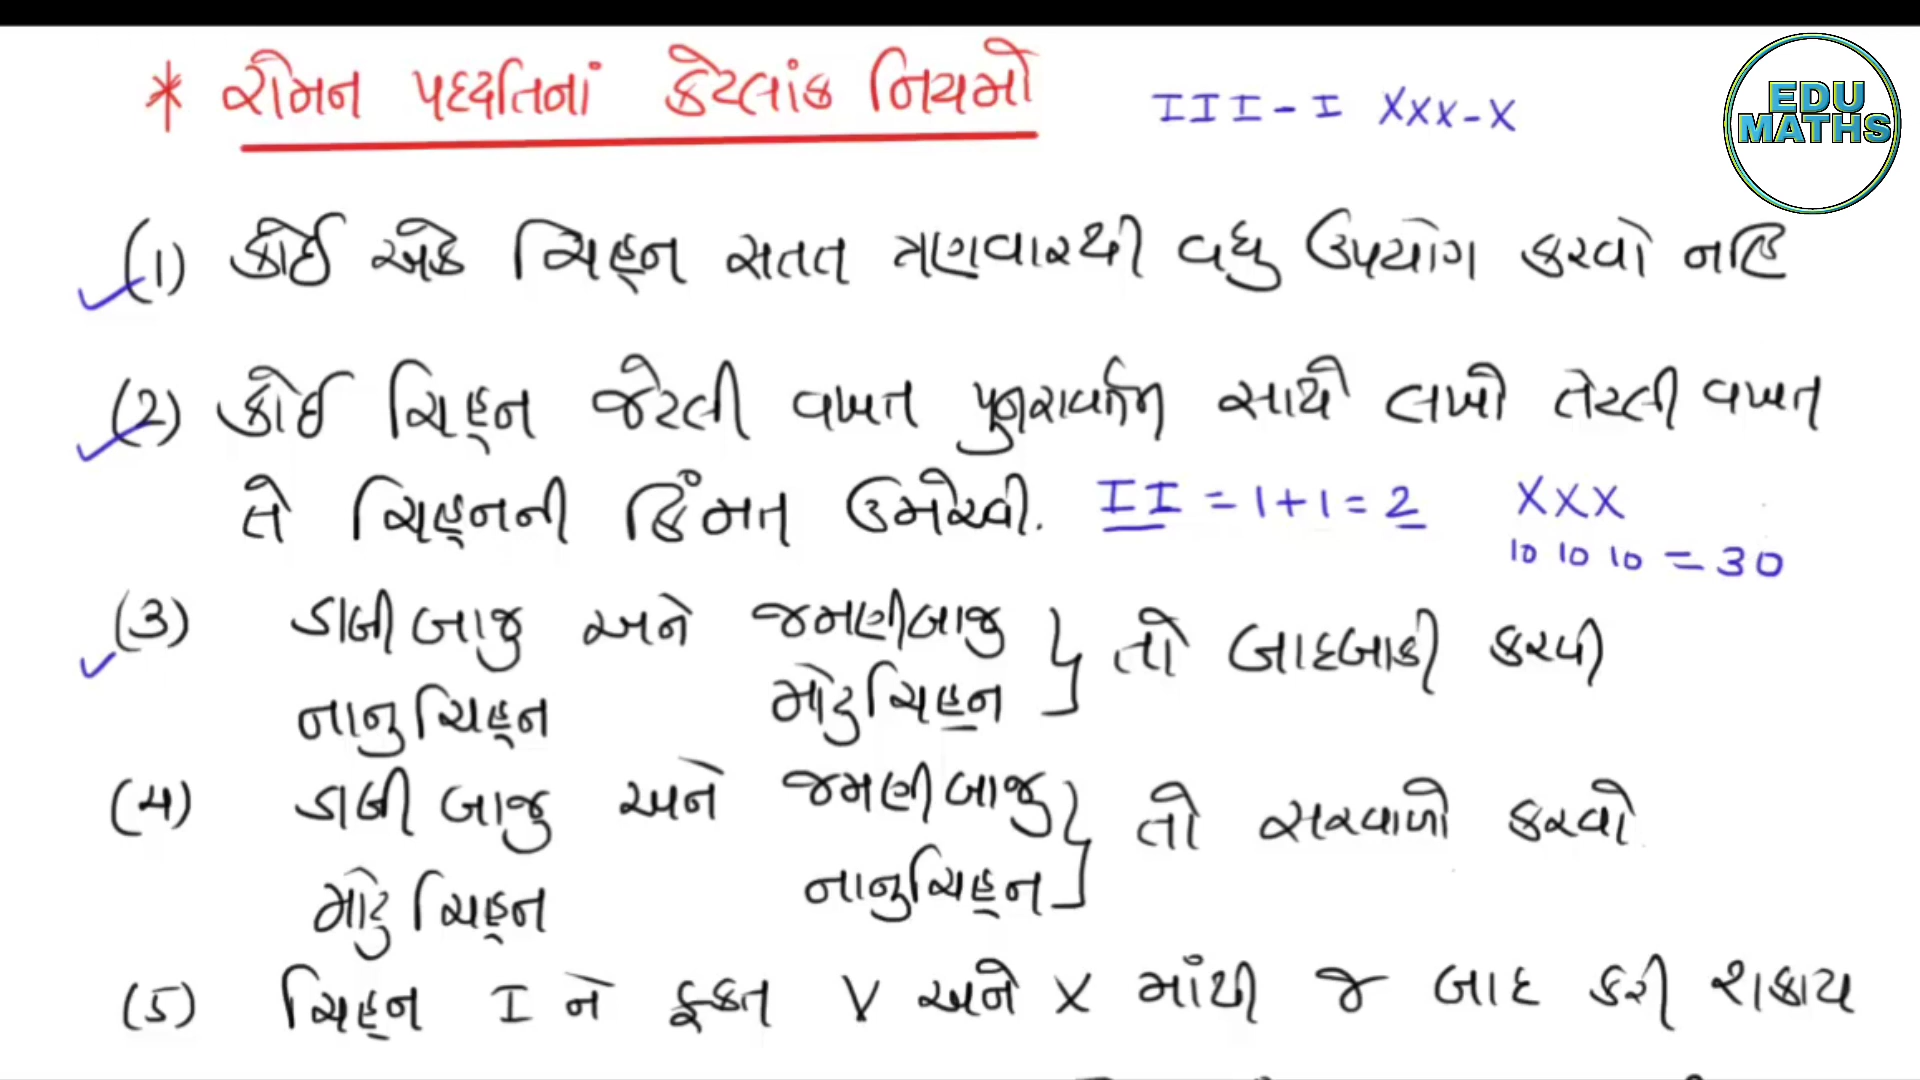 * રોમન પદ્ધતિનાં કેટલાંક નિયમો III - I XXX - X
EDU
MATHS
(1) કોઈ એક ચિહ્ન સતત ત્રણવારથી વધુ ઉપયોગ કરવો નહિ
(2) કોઈ ચિહ્ન જેટલી વખત પુનરાવર્તન સાથે લખો તેટલી વખત
તે ચિહ્નની કિંમત ઉમેરવી. II = 1+1 = 2 XXX
10 10 10 = 30
(3) ડાબી બાજુ અને જમણી બાજુ } તો બાદબાકી કરવી
નાનુ ચિહ્ન મોટુ ચિહ્ન
(4) ડાબી બાજુ અને જમણી બાજુ } તો સરવાળો કરવો
મોટુ ચિહ્ન નાનુ ચિહ્ન
(5) ચિહ્ન I ને ફક્ત V અને X માંથી જ બાદ કરી શકાય